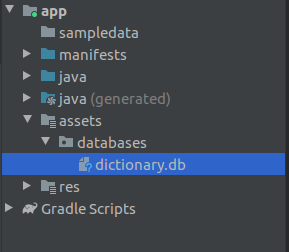 app
sampledata
manifests
java
java (generated)
assets
databases
dictionary.db
res
Gradle Scripts